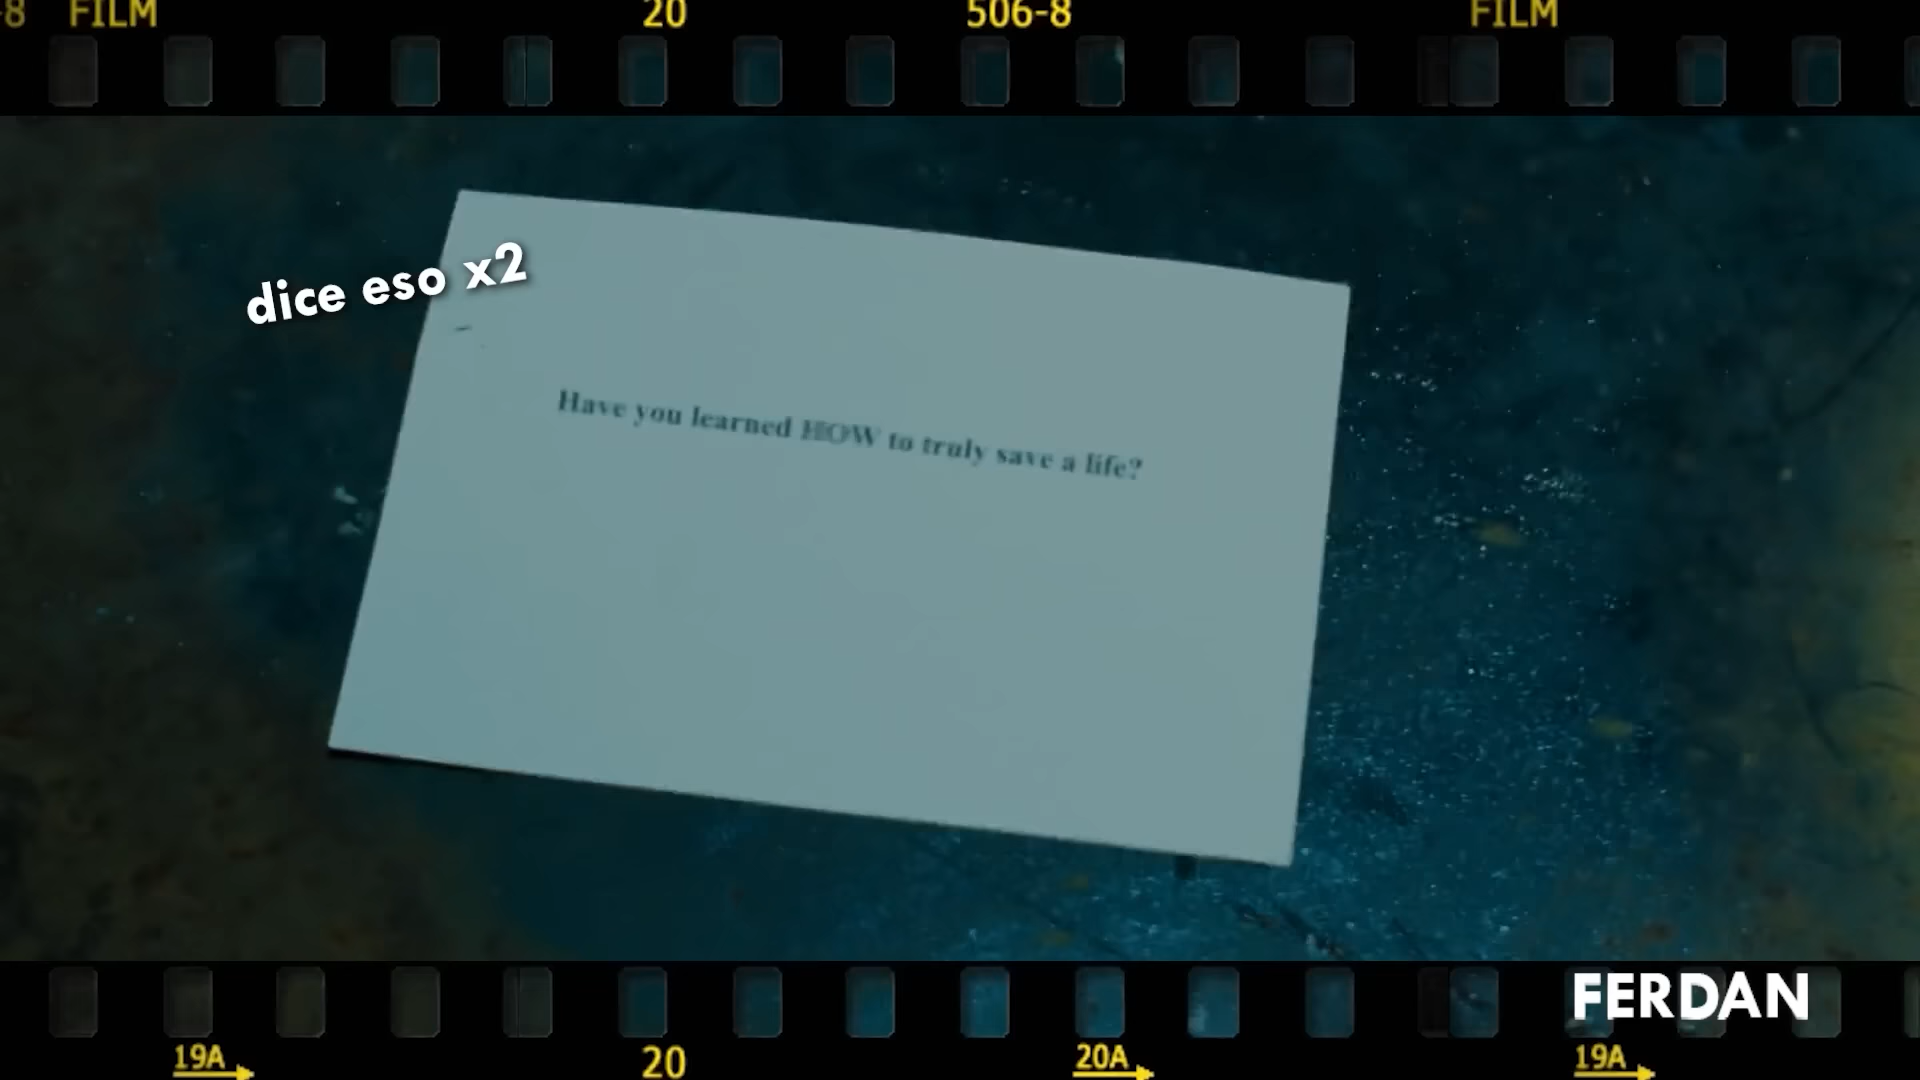 -8 FILM 20 506-8 FILM
dice eso x2
Have you learned HOW to truly save a life?
FERDAN
19A 20 20A 19A